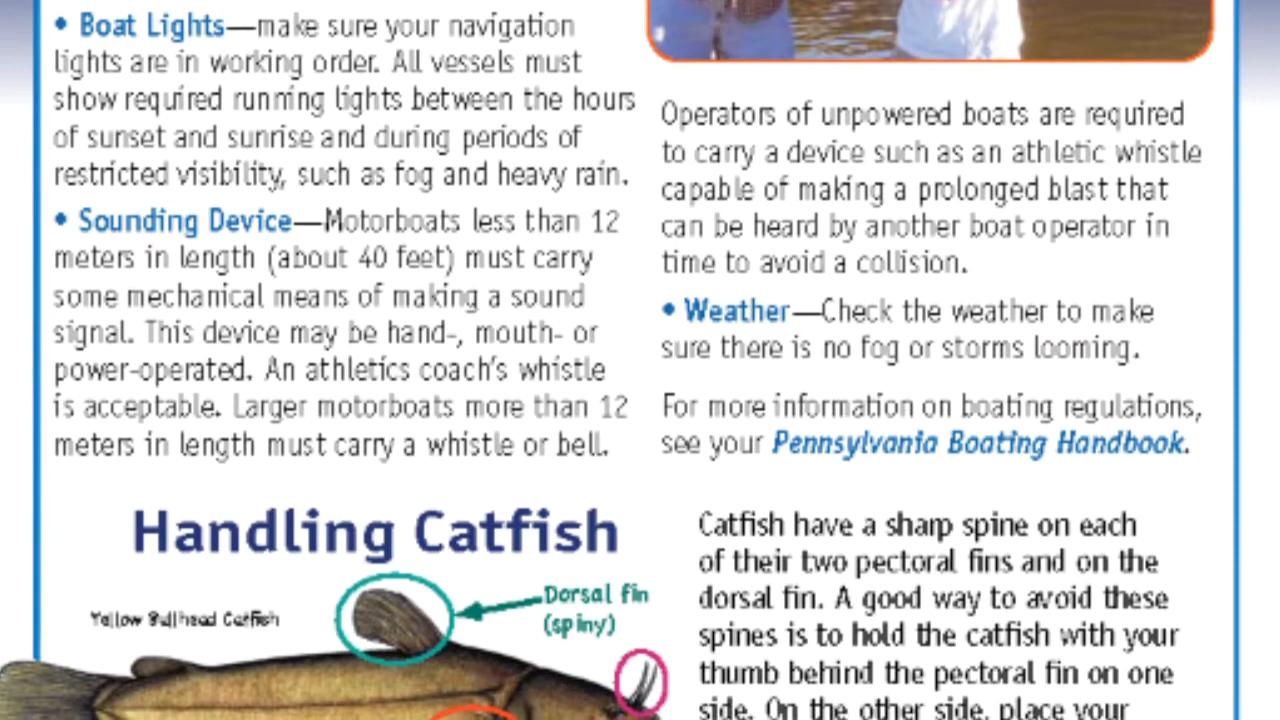 • Boat Lights—make sure your navigation
lights are in working order. All vessels must
show required running lights between the hours
of sunset and sunrise and during periods of
restricted visibility, such as fog and heavy rain.
• Sounding Device—Motorboats less than 12
meters in length (about 40 feet) must carry
some mechanical means of making a sound
signal. This device may be hand-, mouth- or
power-operated. An athletics coach's whistle
is acceptable. Larger motorboats more than 12
meters in length must carry a whistle or bell.
Operators of unpowered boats are required
to carry a device such as an athletic whistle
capable of making a prolonged blast that
can be heard by another boat operator in
time to avoid a collision.
• Weather—Check the weather to make
sure there is no fog or storms looming.
For more information on boating regulations,
see your Pennsylvania Boating Handbook.
Handling Catfish
Yellow Bullhead Catfish
Dorsal fin
(spiny)
Catfish have a sharp spine on each
of their two pectoral fins and on the
dorsal fin. A good way to avoid these
spines is to hold the catfish with your
thumb behind the pectoral fin on one
side. On the other side, place your